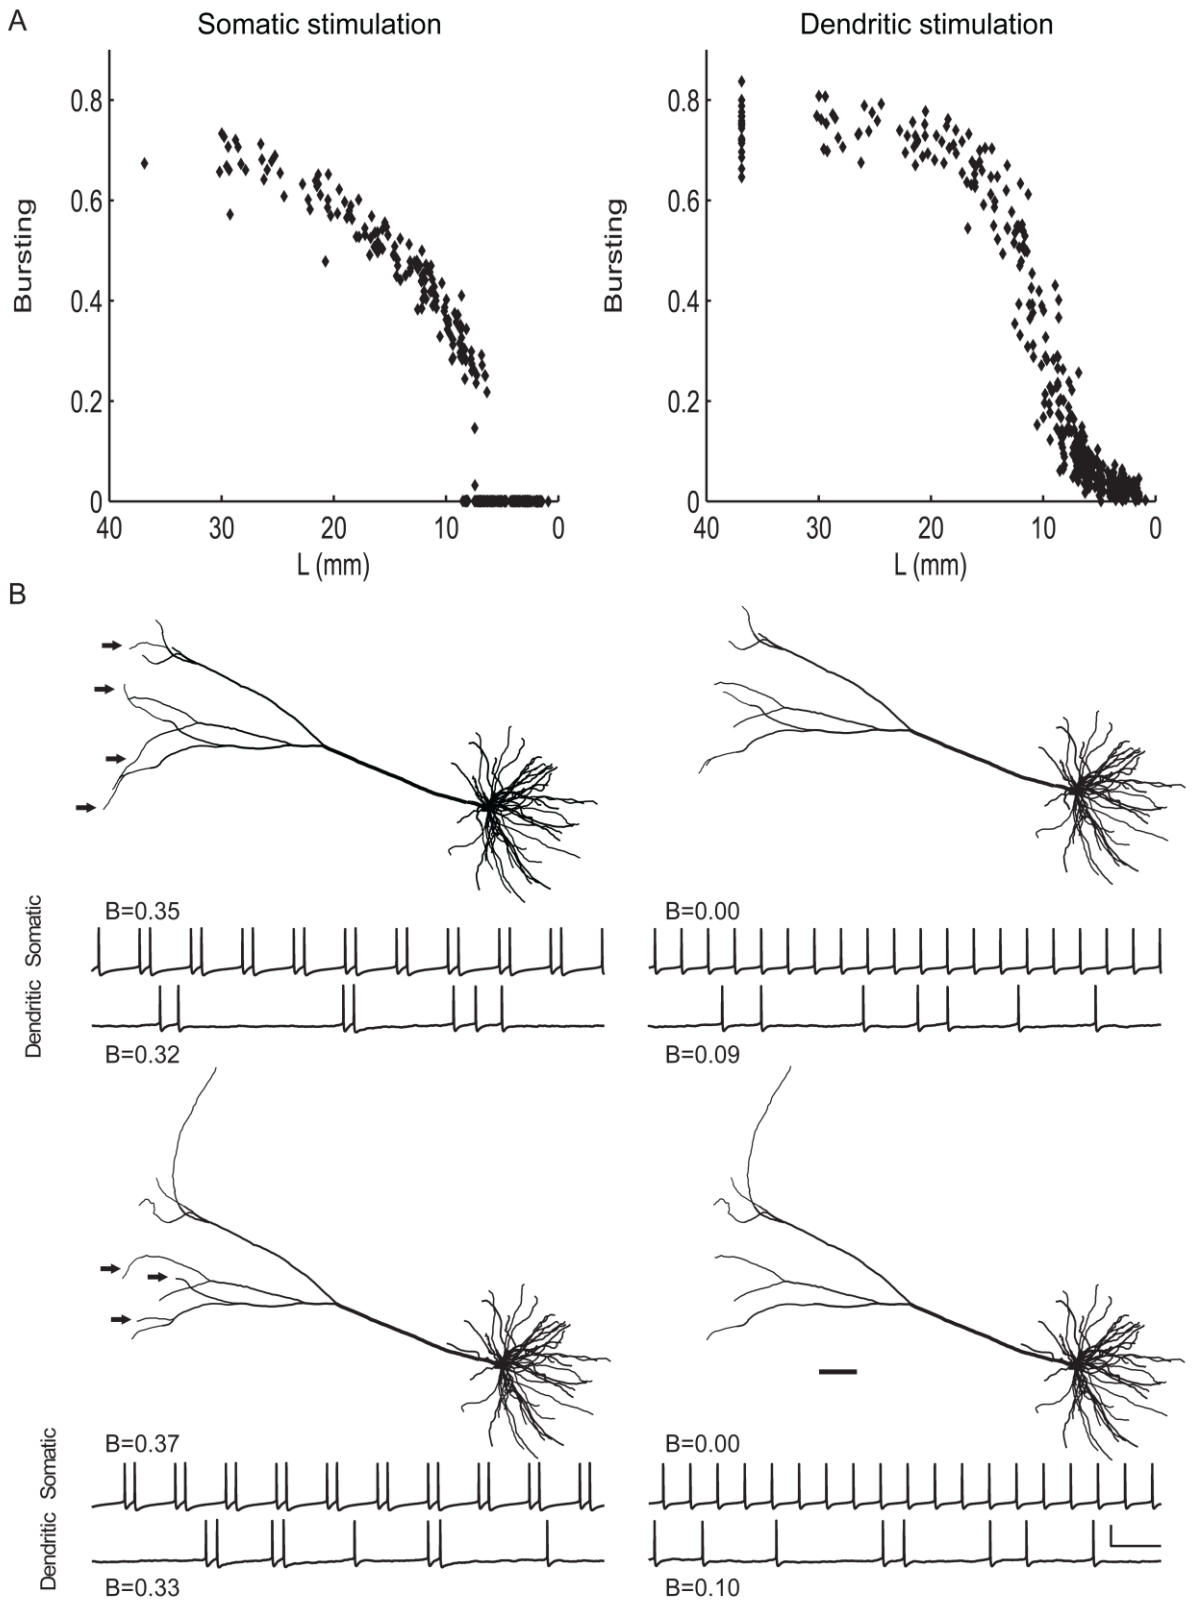 A
Somatic stimulation
Dendritic stimulation
Bursting
0.8
0.6
0.4
0.2
0
40
30
20
10
0
L (mm)
Bursting
0.8
0.6
0.4
0.2
0
40
30
20
10
0
L (mm)
B
Somatic
Dendritic
B=0.35
B=0.00
B=0.32
B=0.09
Somatic
Dendritic
B=0.37
B=0.00
B=0.33
B=0.10